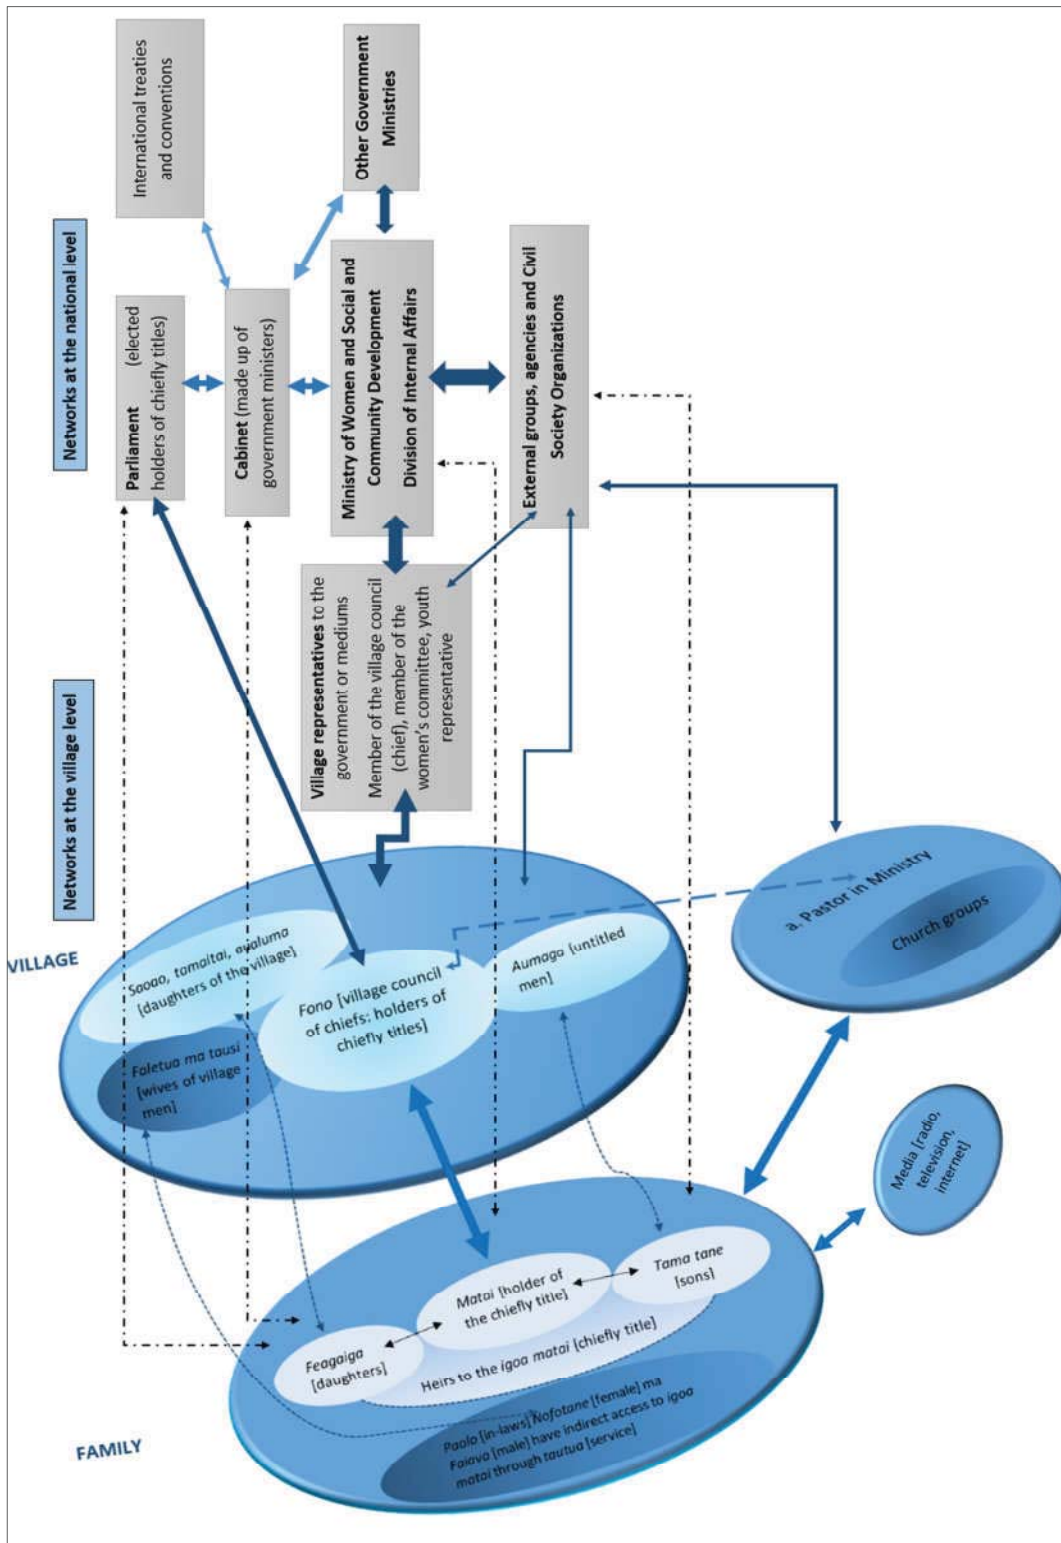 Networks at the national level
International treaties
and conventions
Parliament (elected
holders of chiefly titles)
Cabinet (made up of
government ministers)
Other Government
Ministries
Ministry of Women and Social and
Community Development
Division of Internal Affairs
External groups, agencies and Civil
Society Organizations
Networks at the village level
Village representatives to the
government or mediums
Member of the village council
(chief), member of the
women's committee, youth
representative
VILLAGE
Saoao, tamaitai, aualuma
[daughters of the village]
Faletua ma tausi
[wives of village
men]
Fono [village council
of chiefs: holders of
chiefly titles]
Aumaga [untitled
men]
a. Pastor in Ministry
Church groups
Media [radio,
television,
internet]
FAMILY
Feagaiga
[daughters]
Matai [holder of
the chiefly title]
Tama tane
[sons]
Heirs to the igoa matai [chiefly title]
Paolo [in-laws] Nofotane [female] ma
Faiava [male] have indirect access to igoa
matai through tautua [service]